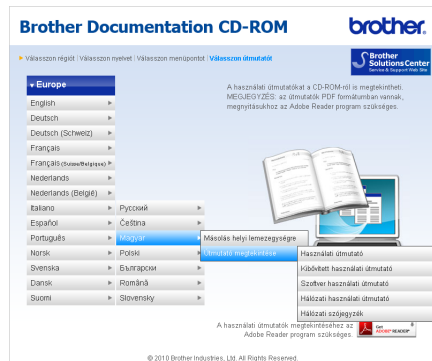 Brother Documentation CD-ROM
brother
Válasszon régiót | Válasszon nyelvet | Válasszon menüpontot | Válasszon útmutatót
Brother
Solutions Center
Service & Support Web Site
Europe
A használati útmutatókat a CD-ROM-ról is megtekintheti.
MEGJEGYZÉS: az útmutatók PDF formátumban vannak,
megnyitásukhoz az Adobe Reader program szükséges.
English
Deutsch
Deutsch (Schweiz)
Français
Français (Suisse/Belgique)
Nederlands
Nederlands (België)
Italiano
Русский
Español
Čeština
Português
Magyar
Másolás helyi lemezegységre
Norsk
Polski
Útmutató megtekintése
Használati útmutató
Svenska
Български
Kibővített használati útmutató
Dansk
Română
Szoftver használati útmutató
Suomi
Slovensky
Hálózati használati útmutató
Hálózati szójegyzék
A használati útmutatók megtekintéséhez az
Adobe Reader program szükséges.
Get
ADOBE® READER®
© 2010 Brother Industries, Ltd. All Rights Reserved.